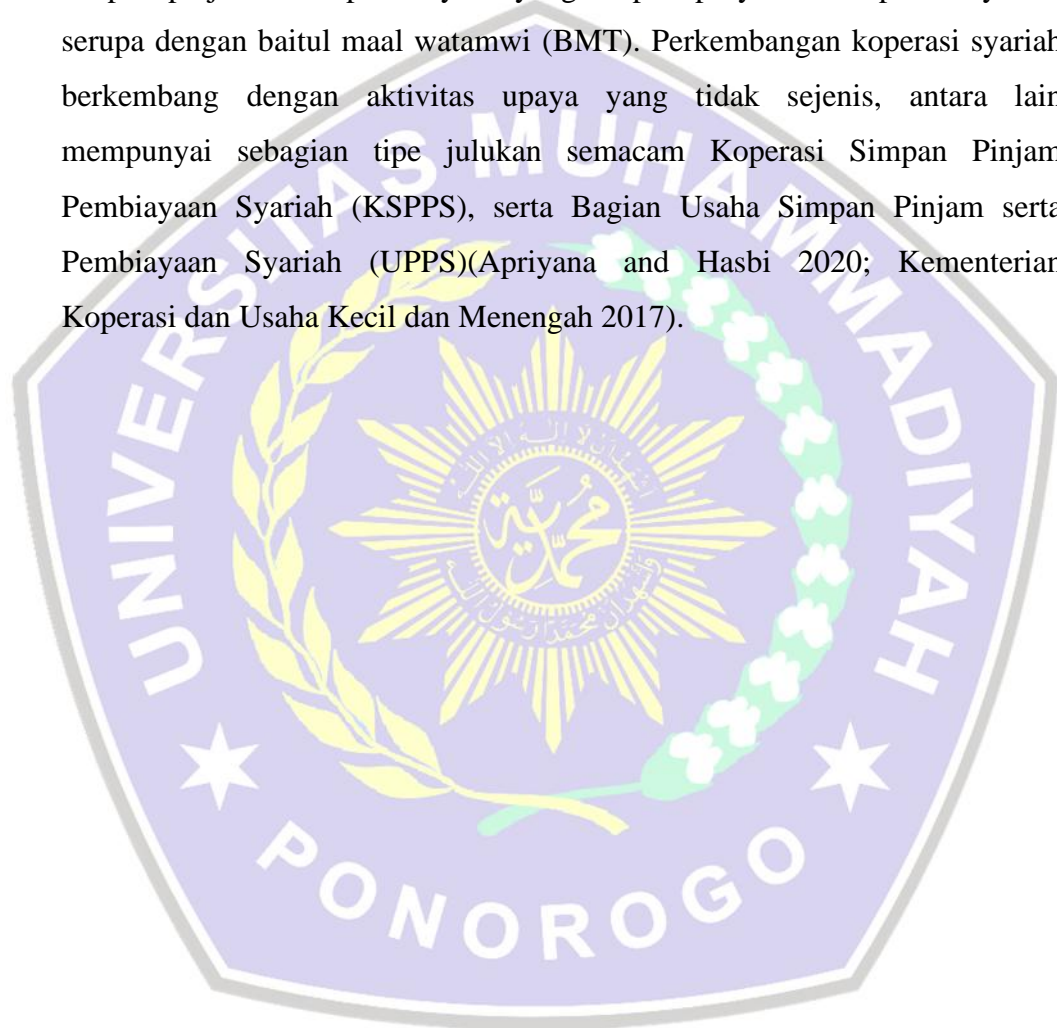 serupa dengan baitul maal watamwi (BMT). Perkembangan koperasi syariah
berkembang dengan aktivitas upaya yang tidak sejenis, antara lain
mempunyai sebagian tipe julukan semacam Koperasi Simpan Pinjam
Pembiayaan Syariah (KSPPS), serta Bagian Usaha Simpan Pinjam serta
Pembiayaan Syariah (UPPS)(Apriyana and Hasbi 2020; Kementerian
Koperasi dan Usaha Kecil dan Menengah 2017).
UNIVERSITAS MUHAMMADIYAH
محمدية
PONOROGO